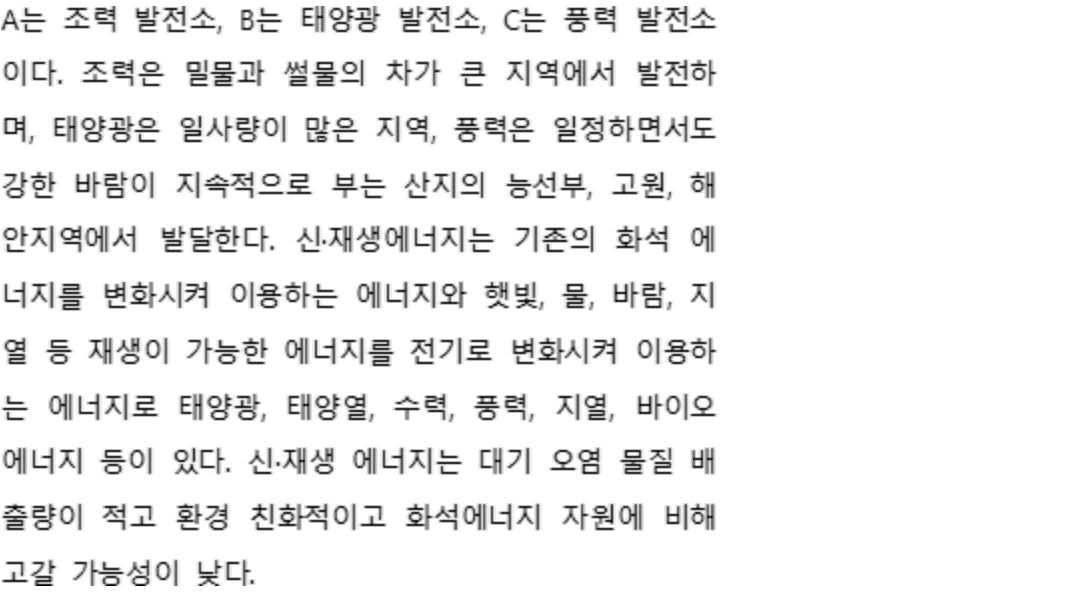 A는 조력 발전소, B는 태양광 발전소, C는 풍력 발전소
이다. 조력은 밀물과 썰물의 차가 큰 지역에서 발전하
며, 태양광은 일사량이 많은 지역, 풍력은 일정하면서도
강한 바람이 지속적으로 부는 산지의 능선부, 고원, 해
안지역에서 발달한다. 신·재생에너지는 기존의 화석 에
너지를 변화시켜 이용하는 에너지와 햇빛, 물, 바람, 지
열 등 재생이 가능한 에너지를 전기로 변화시켜 이용하
는 에너지로 태양광, 태양열, 수력, 풍력, 지열, 바이오
에너지 등이 있다. 신·재생 에너지는 대기 오염 물질 배
출량이 적고 환경 친화적이고 화석에너지 자원에 비해
고갈 가능성이 낮다.